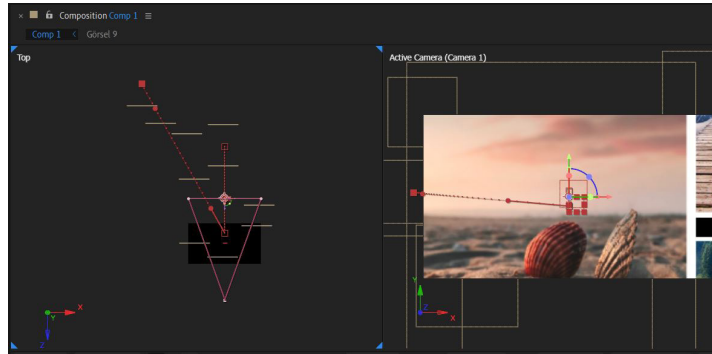 × Composition Comp 1 ≡
Comp 1 < Görsel 9
Top
Active Camera (Camera 1)
Y
X
Z
Y
Z
X